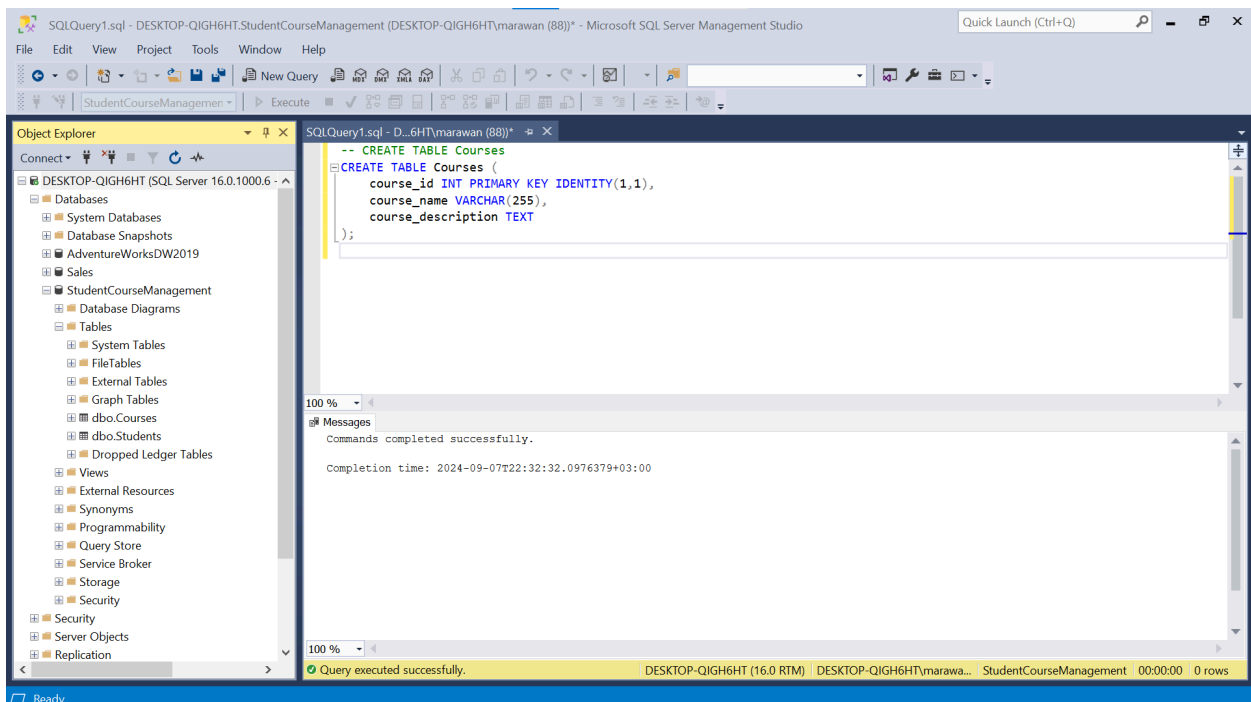 SQLQuery1.sql - DESKTOP-QIGH6HT.StudentCourseManagement (DESKTOP-QIGH6HT\marawan (88))* - Microsoft SQL Server Management Studio
Quick Launch (Ctrl+Q)
File Edit View Project Tools Window Help
New Query MDX DMX XMLA DAX
StudentCourseManagemen Execute
Object Explorer
SQLQuery1.sql - D...6HT\marawan (88))*
Connect
DESKTOP-QIGH6HT (SQL Server 16.0.1000.6 -
Databases
System Databases
Database Snapshots
AdventureWorksDW2019
Sales
StudentCourseManagement
Database Diagrams
Tables
System Tables
FileTables
External Tables
Graph Tables
dbo.Courses
dbo.Students
Dropped Ledger Tables
Views
External Resources
Synonyms
Programmability
Query Store
Service Broker
Storage
Security
Security
Server Objects
Replication
-- CREATE TABLE Courses
CREATE TABLE Courses (
course_id INT PRIMARY KEY IDENTITY(1,1),
course_name VARCHAR(255),
course_description TEXT
);
100 %
Messages
Commands completed successfully.
Completion time: 2024-09-07T22:32:32.0976379+03:00
100 %
Query executed successfully.
DESKTOP-QIGH6HT (16.0 RTM) DESKTOP-QIGH6HT\marawa... StudentCourseManagement 00:00:00 0 rows
Ready